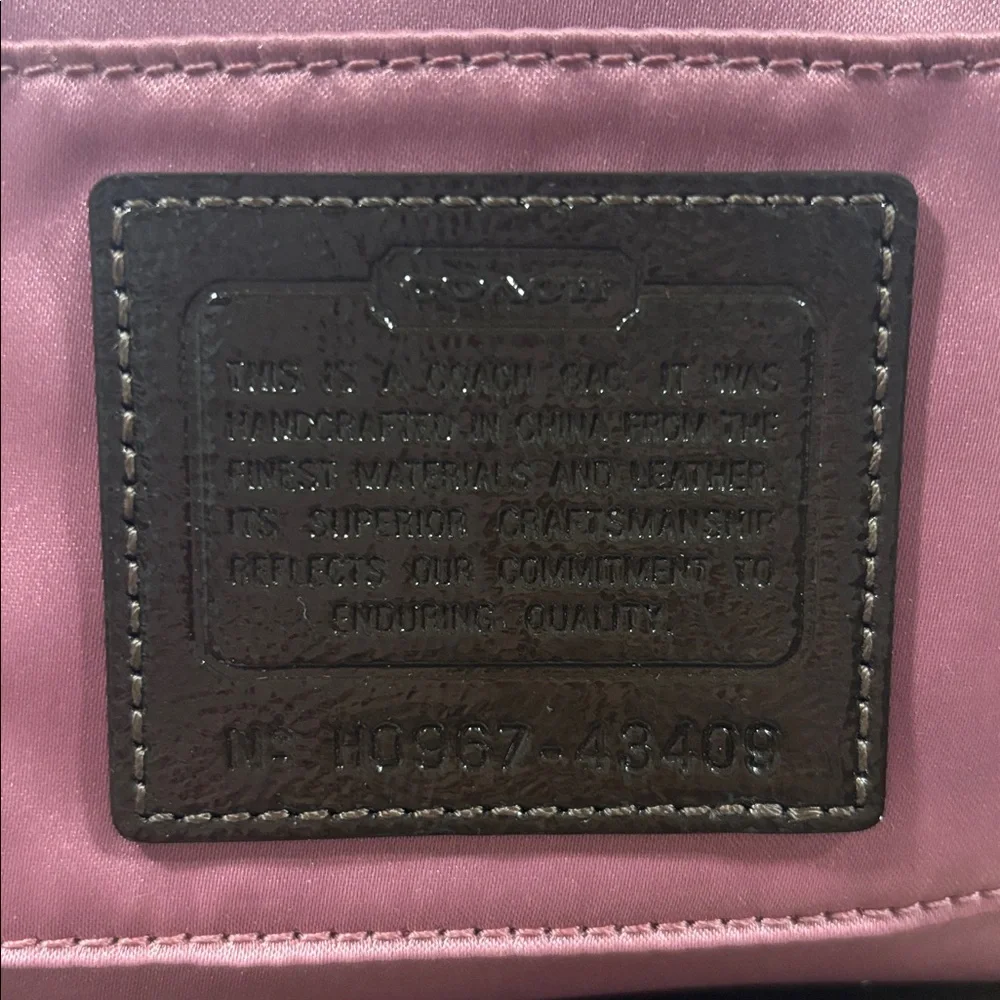 COACH
THIS IS A COACH BAG. IT WAS
HANDCRAFTED IN CHINA FROM THE
FINEST MATERIALS AND LEATHER.
ITS SUPERIOR CRAFTSMANSHIP
REFLECTS OUR COMMITMENT TO
ENDURING QUALITY.
Nº H0967-43409